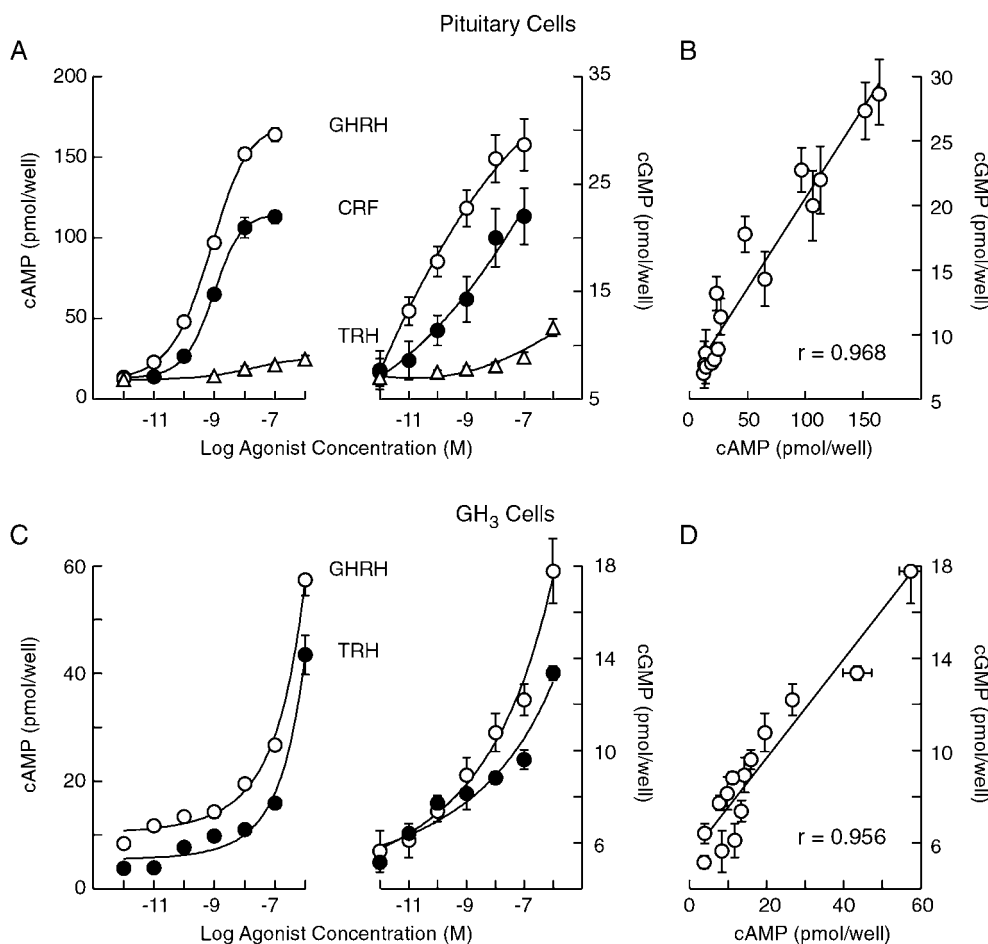 Pituitary Cells
A
B
cAMP (pmol/well)
200
150
100
50
0
GHRH
CRF
TRH
35
25
15
5
cGMP (pmol/well)
-11 -9 -7
-11 -9 -7
Log Agonist Concentration (M)
cGMP (pmol/well)
30
25
20
15
10
5
r = 0.968
0 50 100 150 200
cAMP (pmol/well)
GH₃ Cells
C
D
cAMP (pmol/well)
60
40
20
0
GHRH
TRH
18
14
10
6
cGMP (pmol/well)
-11 -9 -7
-11 -9 -7
Log Agonist Concentration (M)
18
14
10
6
cGMP (pmol/well)
r = 0.956
0 20 40 60
cAMP (pmol/well)